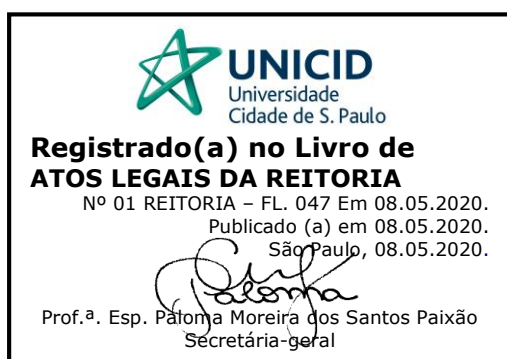 UNICID
Universidade
Cidade de S. Paulo
Registrado(a) no Livro de
ATOS LEGAIS DA REITORIA
Nº 01 REITORIA – FL. 047 Em 08.05.2020.
Publicado (a) em 08.05.2020.
São Paulo, 08.05.2020.
Paloma
Prof.ª. Esp. Paloma Moreira dos Santos Paixão
Secretária-geral